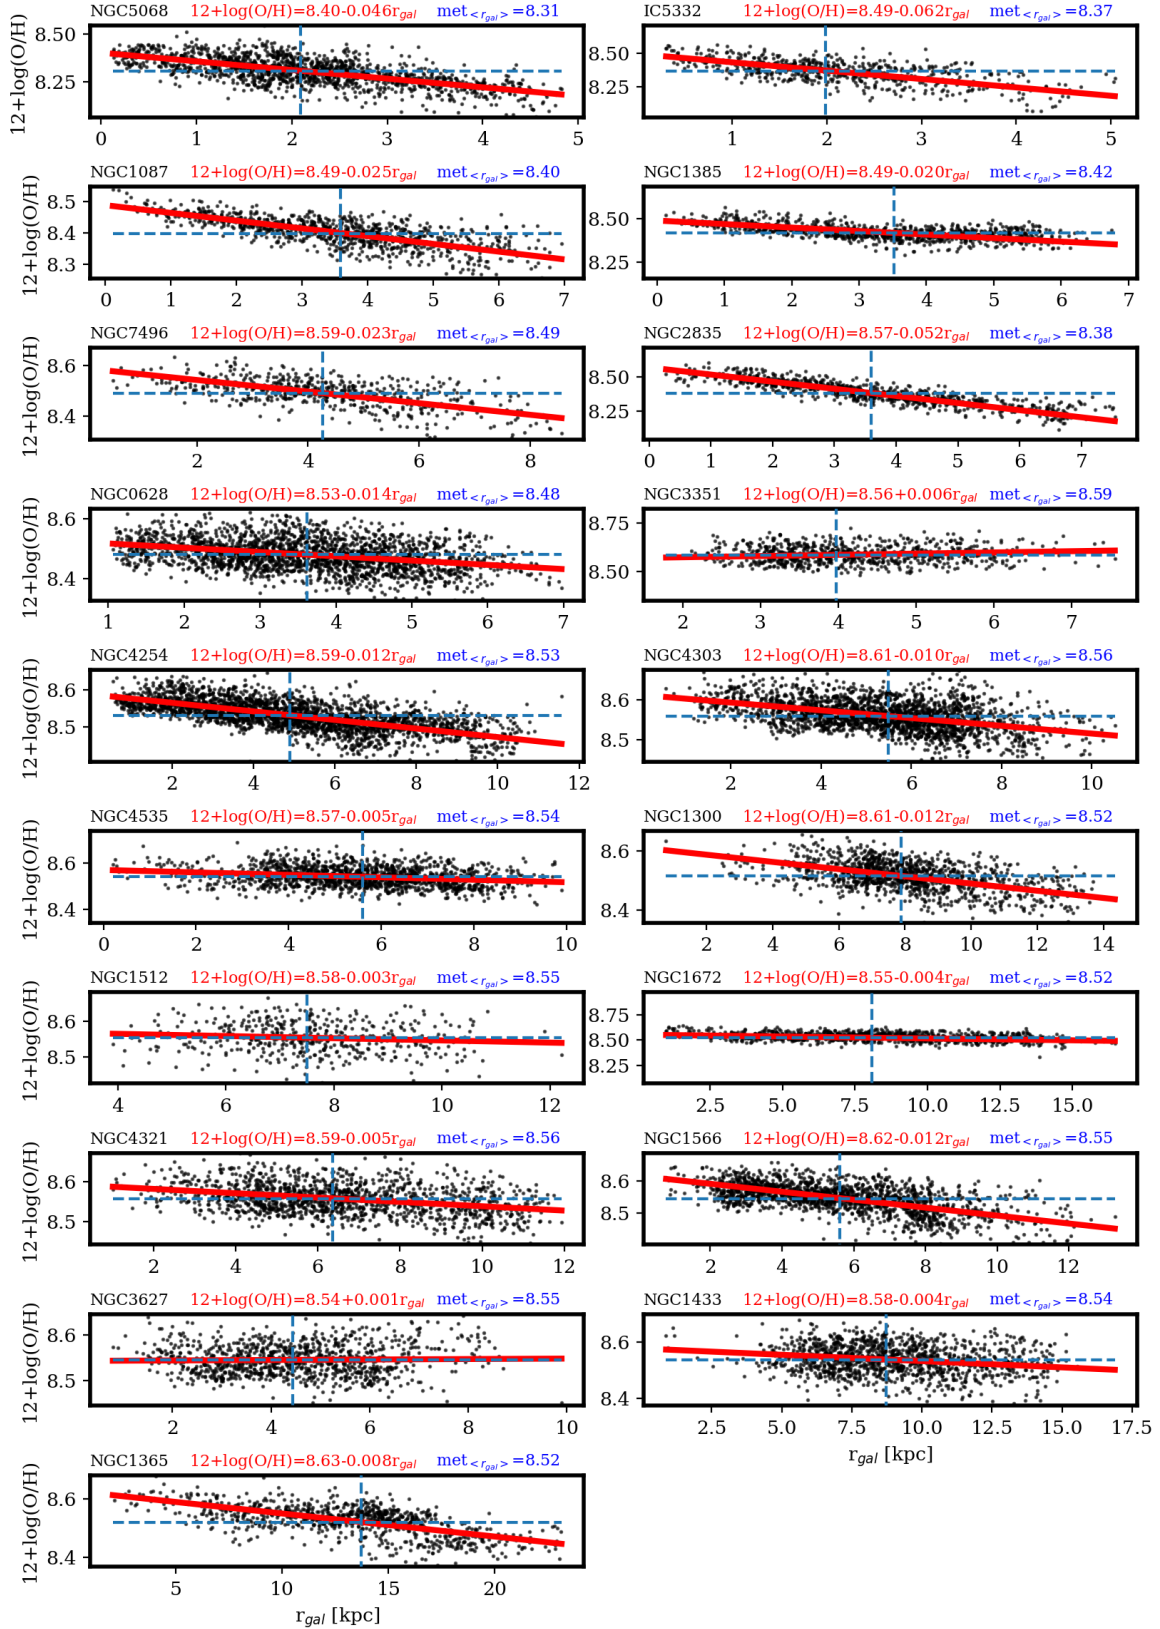 NGC5068 12+log(O/H)=8.40-0.046r_gal met_<r_gal>=8.31
IC5332 12+log(O/H)=8.49-0.062r_gal met_<r_gal>=8.37
12+log(O/H)
8.50
8.25
0 1 2 3 4 5
8.50
8.25
1 2 3 4 5
NGC1087 12+log(O/H)=8.49-0.025r_gal met_<r_gal>=8.40
NGC1385 12+log(O/H)=8.49-0.020r_gal met_<r_gal>=8.42
12+log(O/H)
8.5
8.4
8.3
0 1 2 3 4 5 6 7
8.50
8.25
0 1 2 3 4 5 6 7
NGC7496 12+log(O/H)=8.59-0.023r_gal met_<r_gal>=8.49
NGC2835 12+log(O/H)=8.57-0.052r_gal met_<r_gal>=8.38
12+log(O/H)
8.6
8.4
2 4 6 8
8.50
8.25
0 1 2 3 4 5 6 7
NGC0628 12+log(O/H)=8.53-0.014r_gal met_<r_gal>=8.48
NGC3351 12+log(O/H)=8.56+0.006r_gal met_<r_gal>=8.59
12+log(O/H)
8.6
8.4
1 2 3 4 5 6 7
8.75
8.50
2 3 4 5 6 7
NGC4254 12+log(O/H)=8.59-0.012r_gal met_<r_gal>=8.53
NGC4303 12+log(O/H)=8.61-0.010r_gal met_<r_gal>=8.56
12+log(O/H)
8.6
8.5
2 4 6 8 10 12
8.6
8.5
2 4 6 8 10
NGC4535 12+log(O/H)=8.57-0.005r_gal met_<r_gal>=8.54
NGC1300 12+log(O/H)=8.61-0.012r_gal met_<r_gal>=8.52
12+log(O/H)
8.6
8.4
0 2 4 6 8 10
8.6
8.4
2 4 6 8 10 12 14
NGC1512 12+log(O/H)=8.58-0.003r_gal met_<r_gal>=8.55
NGC1672 12+log(O/H)=8.55-0.004r_gal met_<r_gal>=8.52
12+log(O/H)
8.6
8.5
4 6 8 10 12
8.75
8.50
8.25
2.5 5.0 7.5 10.0 12.5 15.0
NGC4321 12+log(O/H)=8.59-0.005r_gal met_<r_gal>=8.56
NGC1566 12+log(O/H)=8.62-0.012r_gal met_<r_gal>=8.55
12+log(O/H)
8.6
8.5
2 4 6 8 10 12
8.6
8.5
2 4 6 8 10 12
NGC3627 12+log(O/H)=8.54+0.001r_gal met_<r_gal>=8.55
NGC1433 12+log(O/H)=8.58-0.004r_gal met_<r_gal>=8.54
12+log(O/H)
8.6
8.5
2 4 6 8 10
8.6
8.4
2.5 5.0 7.5 10.0 12.5 15.0 17.5
r_gal [kpc]
NGC1365 12+log(O/H)=8.63-0.008r_gal met_<r_gal>=8.52
12+log(O/H)
8.6
8.4
5 10 15 20
r_gal [kpc]